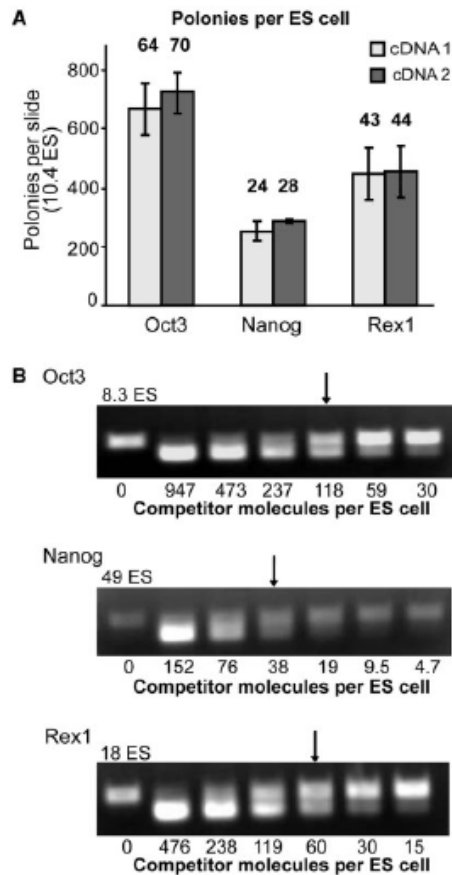 A Polonies per ES cell
64 70
24 28
43 44
cDNA 1
cDNA 2
Polonies per slide
(10.4 ES)
800
600
400
200
0
Oct3 Nanog Rex1
B Oct3
8.3 ES
0 947 473 237 118 59 30
Competitor molecules per ES cell
Nanog
49 ES
0 152 76 38 19 9.5 4.7
Competitor molecules per ES cell
Rex1
18 ES
0 476 238 119 60 30 15
Competitor molecules per ES cell